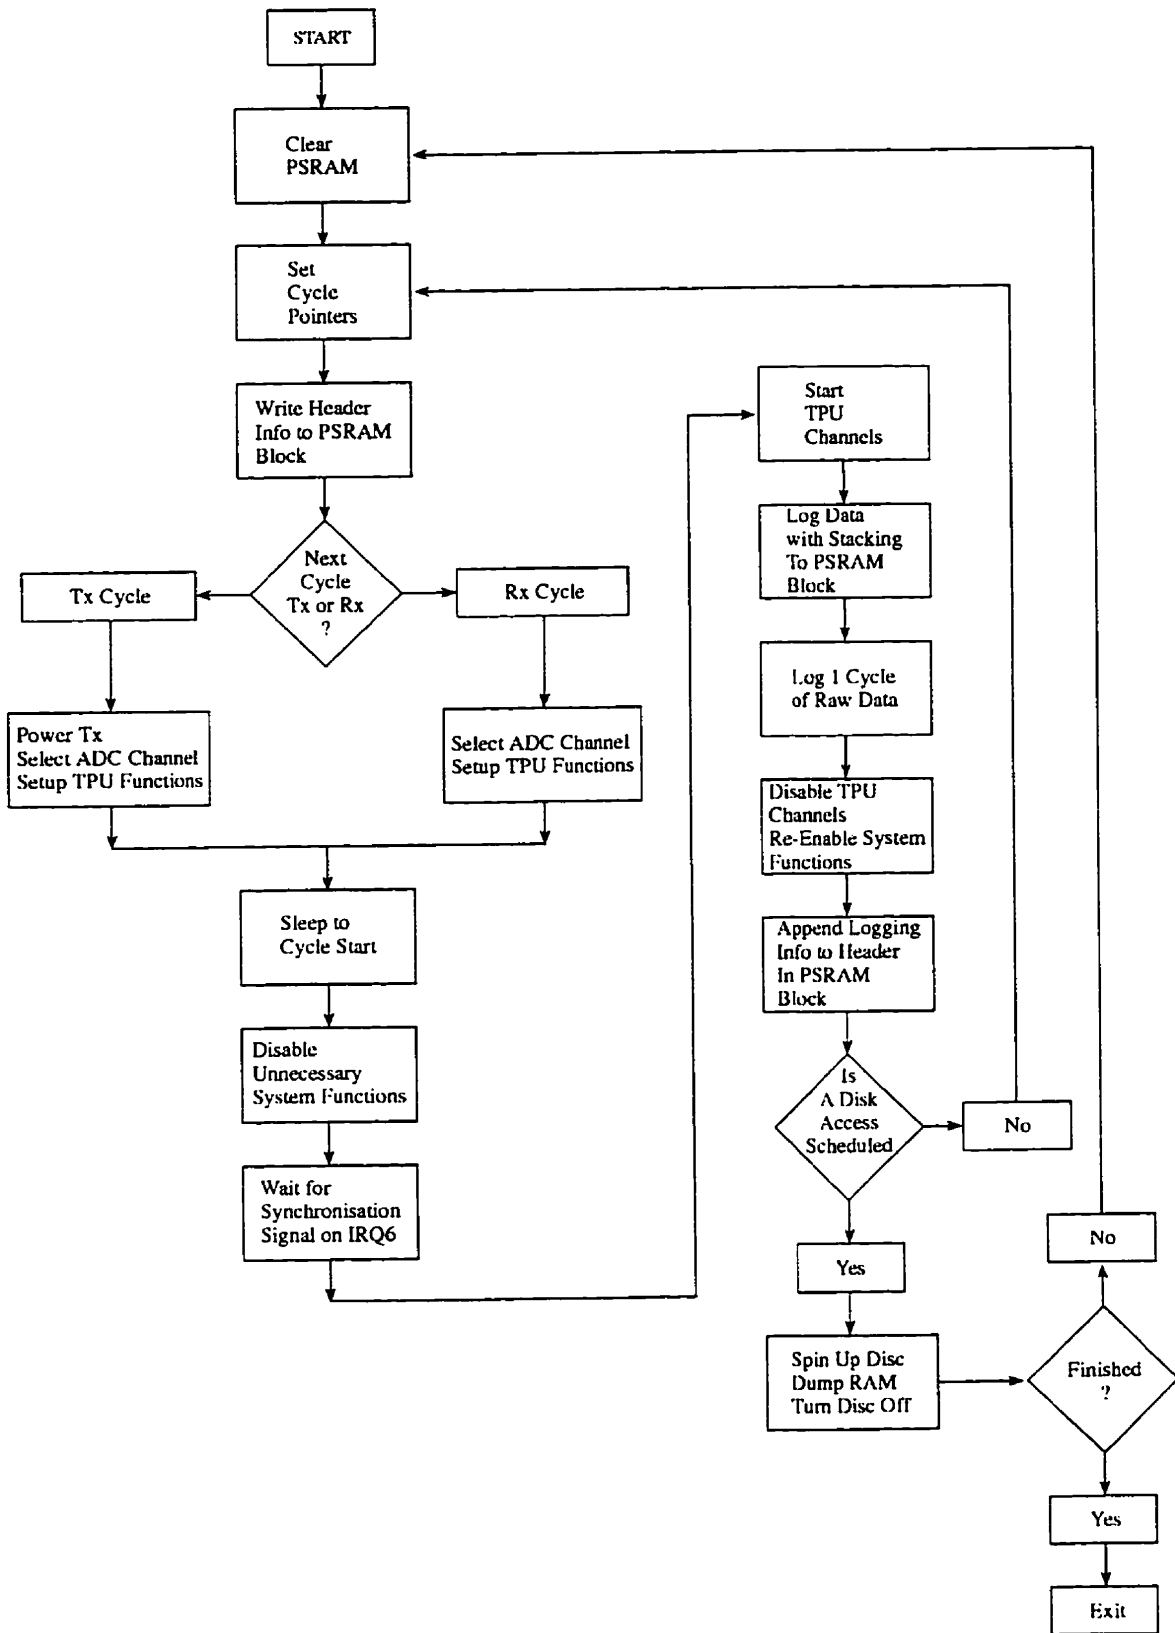 START
Clear
PSRAM
Set
Cycle
Pointers
Write Header
Info to PSRAM
Block
Next
Cycle
Tx or Rx
?
Tx Cycle
Rx Cycle
Power Tx
Select ADC Channel
Setup TPU Functions
Select ADC Channel
Setup TPU Functions
Sleep to
Cycle Start
Disable
Unnecessary
System Functions
Wait for
Synchronisation
Signal on IRQ6
Start
TPU
Channels
Log Data
with Stacking
To PSRAM
Block
Log 1 Cycle
of Raw Data
Disable TPU
Channels
Re-Enable System
Functions
Append Logging
Info to Header
In PSRAM
Block
Is
A Disk
Access
Scheduled
No
Yes
Spin Up Disc
Dump RAM
Turn Disc Off
No
Finished
?
Yes
Exit